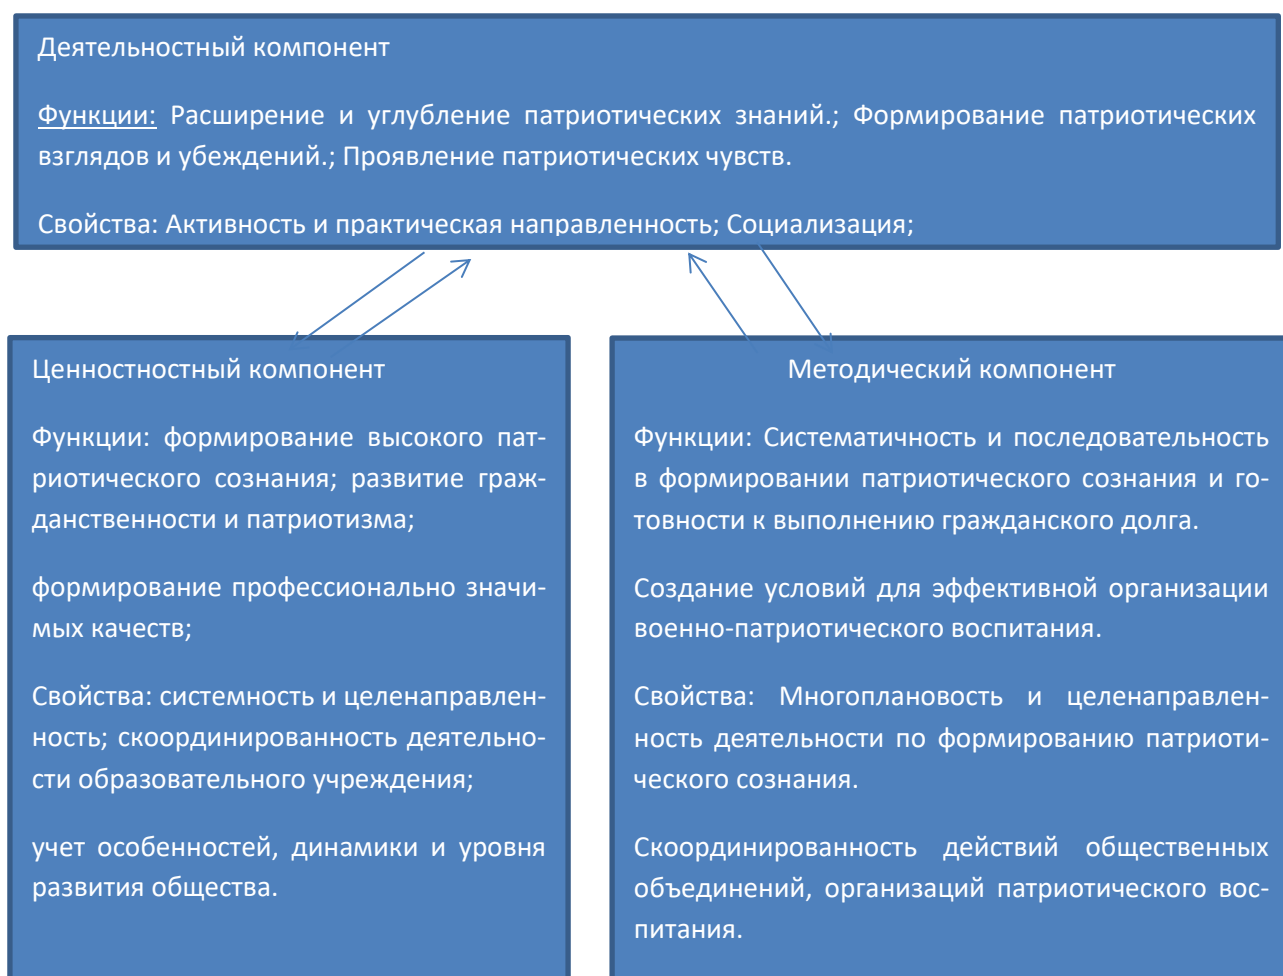 Деятельностный компонент
Функции: Расширение и углубление патриотических знаний.; Формирование патриотических
взглядов и убеждений.; Проявление патриотических чувств.
Свойства: Активность и практическая направленность; Социализация;
Ценностностный компонент
Функции: формирование высокого пат-
риотического сознания; развитие граж-
данственности и патриотизма;
формирование профессионально значи-
мых качеств;
Свойства: системность и целенаправлен-
ность; скоординированность деятельно-
сти образовательного учреждения;
учет особенностей, динамики и уровня
развития общества.
Методический компонент
Функции: Систематичность и последовательность
в формировании патриотического сознания и го-
товности к выполнению гражданского долга.
Создание условий для эффективной организации
военно-патриотического воспитания.
Свойства: Многоплановость и целенаправлен-
ность деятельности по формированию патриоти-
ческого сознания.
Скоординированность действий общественных
объединений, организаций патриотического вос-
питания.